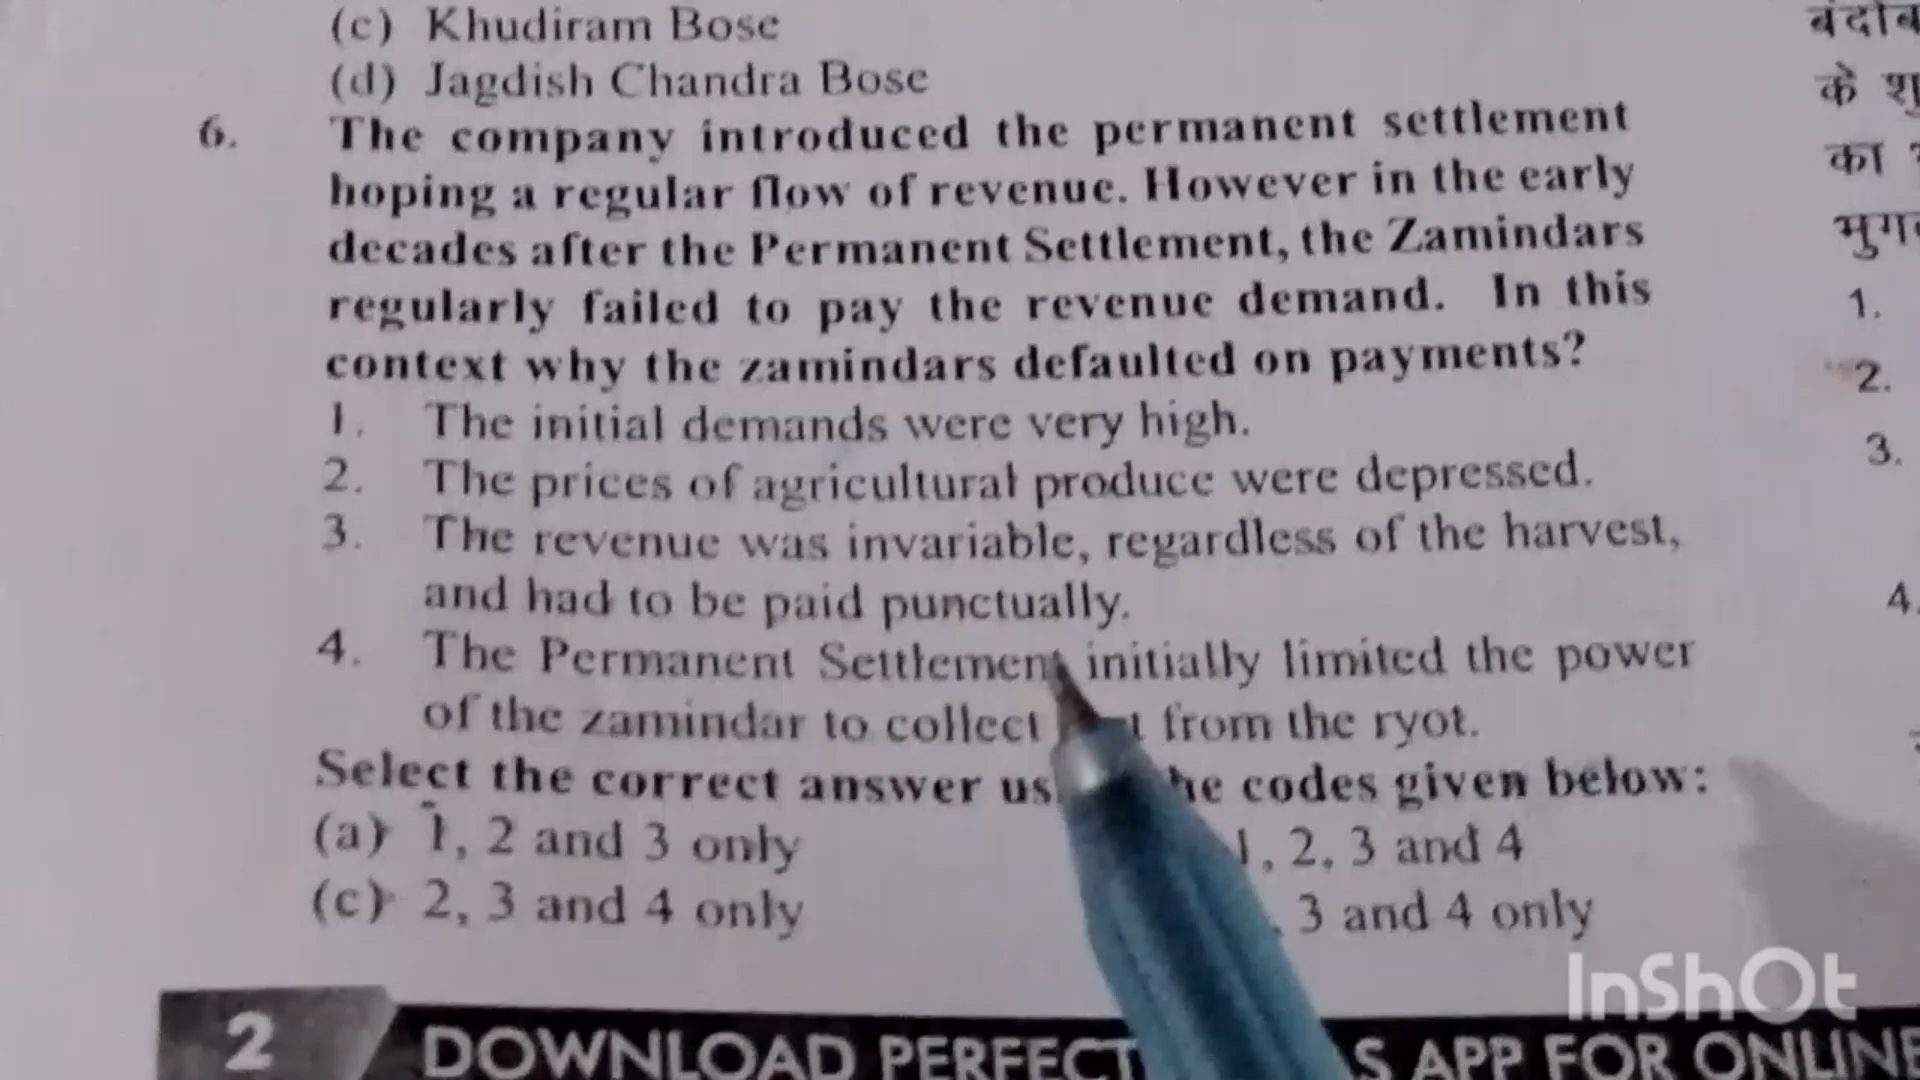 (c) Khudiram Bose
(d) Jagdish Chandra Bose
6. The company introduced the permanent settlement
hoping a regular flow of revenue. However in the early
decades after the Permanent Settlement, the Zamindars
regularly failed to pay the revenue demand. In this
context why the zamindars defaulted on payments?
1. The initial demands were very high.
2. The prices of agricultural produce were depressed.
3. The revenue was invariable, regardless of the harvest,
and had to be paid punctually.
4. The Permanent Settlement initially limited the power
of the zamindar to collect from the ryot.
Select the correct answer the codes given below:
(a) 1, 2 and 3 only
1, 2, 3 and 4
(c) 2, 3 and 4 only
3 and 4 only
के
का
1.
2.
3.
4.
2 DOWNLOAD PERFECT APP FOR ONLINE
InShOt